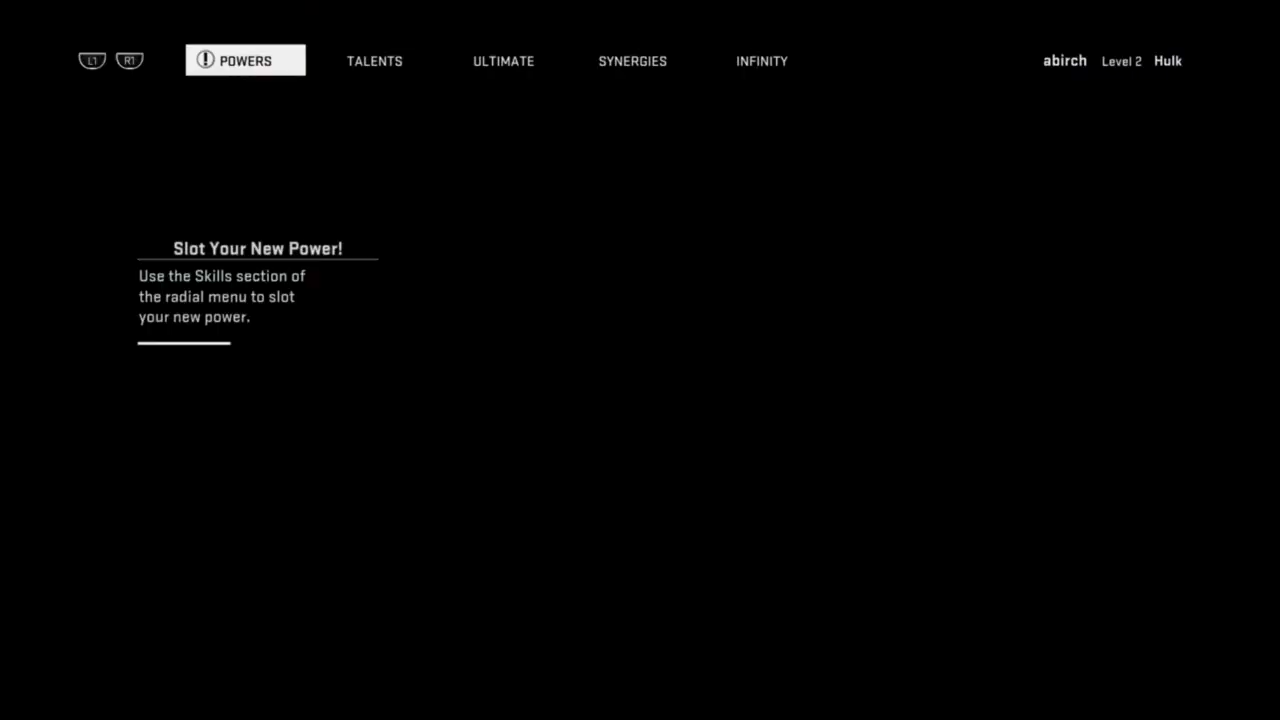 L1 R1 POWERS TALENTS ULTIMATE SYNERGIES INFINITY abirch Level 2 Hulk
Slot Your New Power!
Use the Skills section of
the radial menu to slot
your new power.